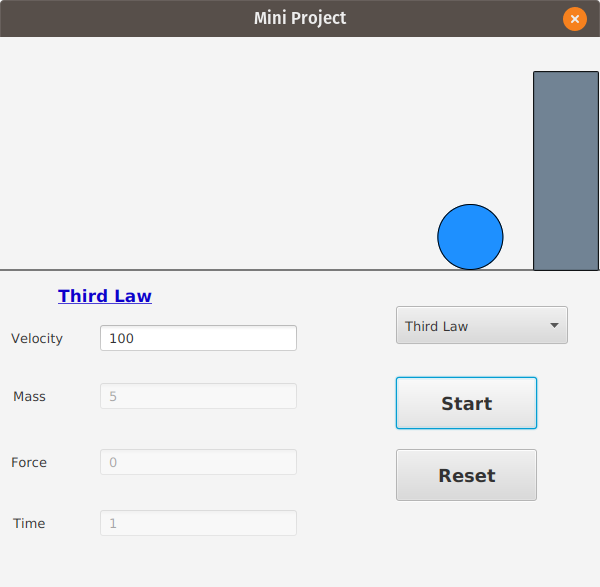 Mini Project
Third Law
Velocity 100
Third Law
Mass 5
Start
Force 0
Reset
Time 1